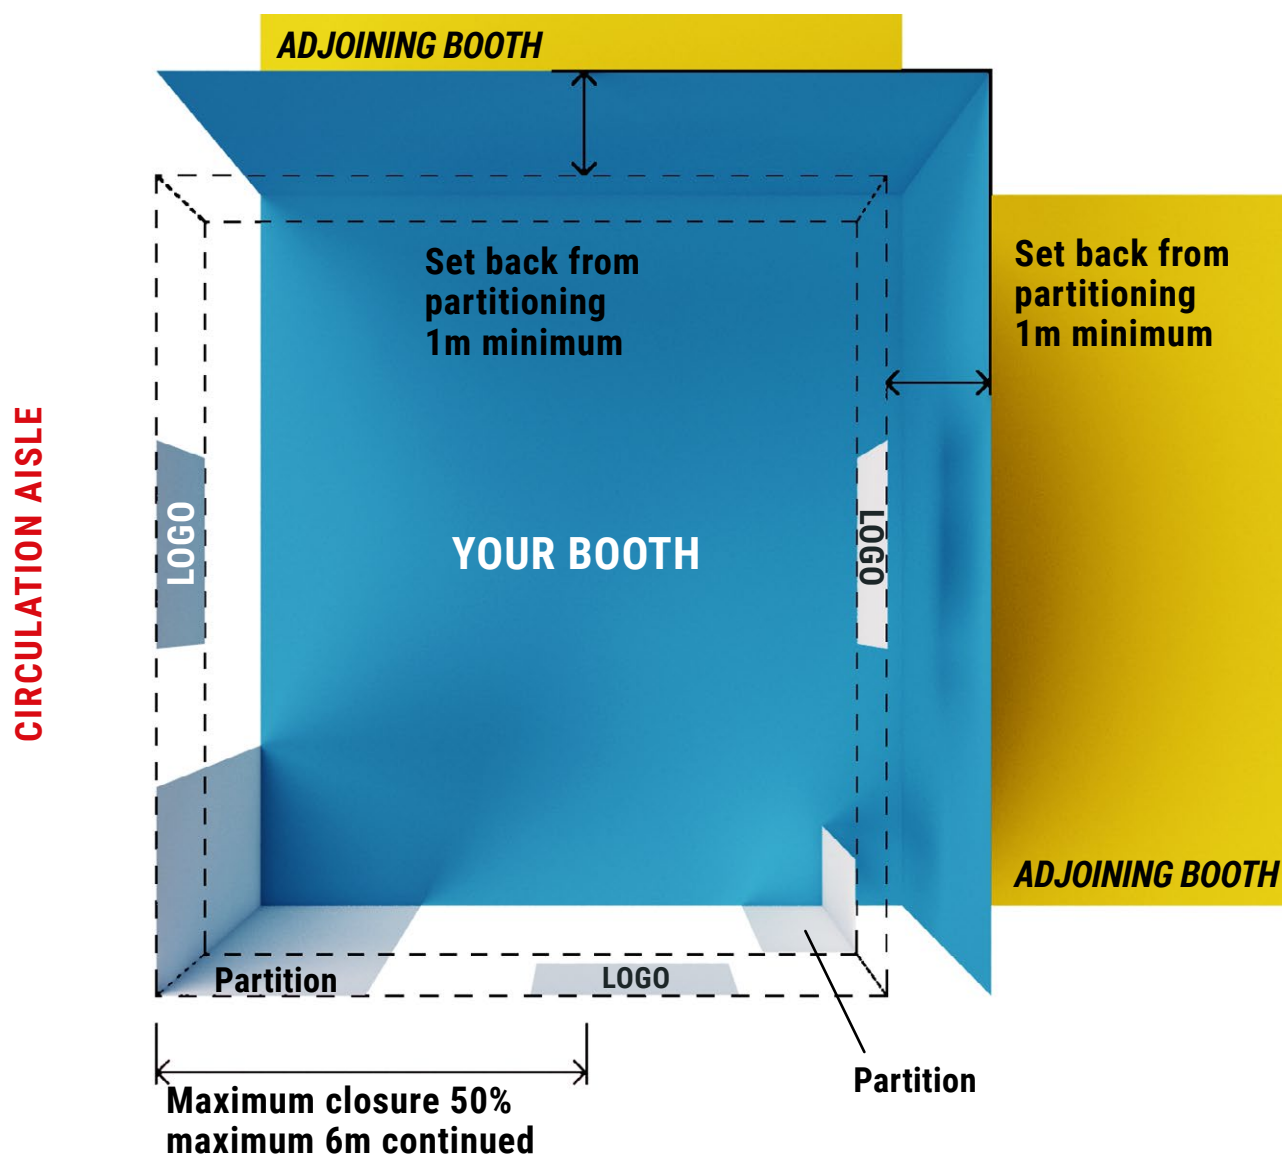 ADJOINING BOOTH
Set back from
partitioning
1m minimum
Set back from
partitioning
1m minimum
CIRCULATION AISLE
LOGO
YOUR BOOTH
LOGO
ADJOINING BOOTH
Partition
LOGO
Partition
Maximum closure 50%
maximum 6m continued